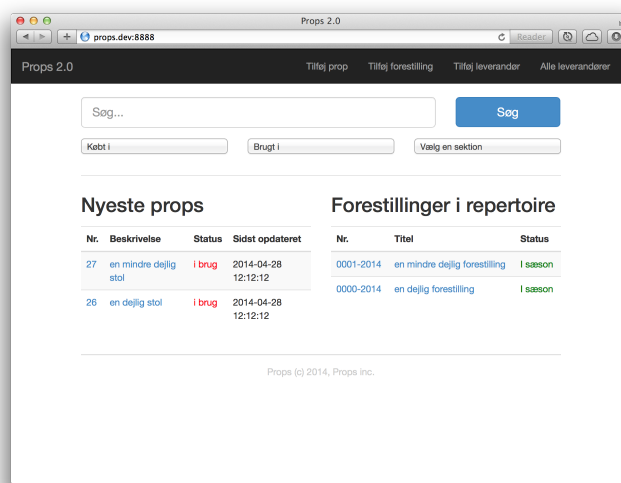 Props 2.0
props.dev:8888
Reader
Props 2.0
Tilføj prop
Tilføj forestilling
Tilføj leverandør
Alle leverandører
Søg...
Søg
Købt i
Brugt i
Vælg en sektion
Nyeste props
Nr. Beskrivelse Status Sidst opdateret
27 en mindre dejlig i brug 2014-04-28
stol 12:12:12
26 en dejlig stol i brug 2014-04-28
12:12:12
Forestillinger i repertoire
Nr. Titel Status
0001-2014 en mindre dejlig forestilling I sæson
0000-2014 en dejlig forestilling I sæson
Props (c) 2014, Props inc.